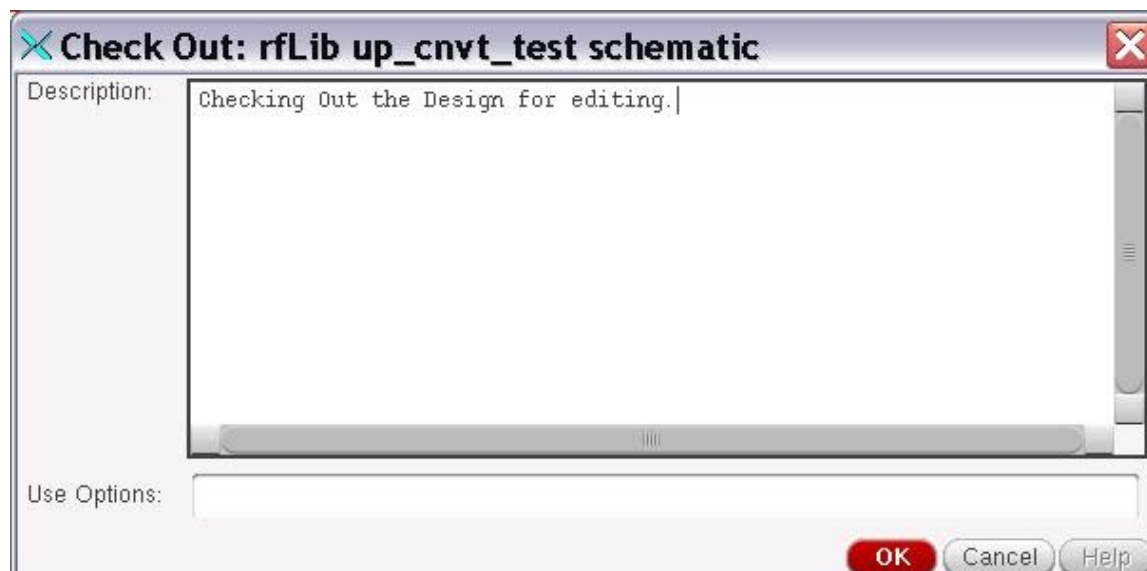 Check Out: rfLib up_cnvt_test schematic
Description:
Checking Out the Design for editing.
Use Options:
OK Cancel Help